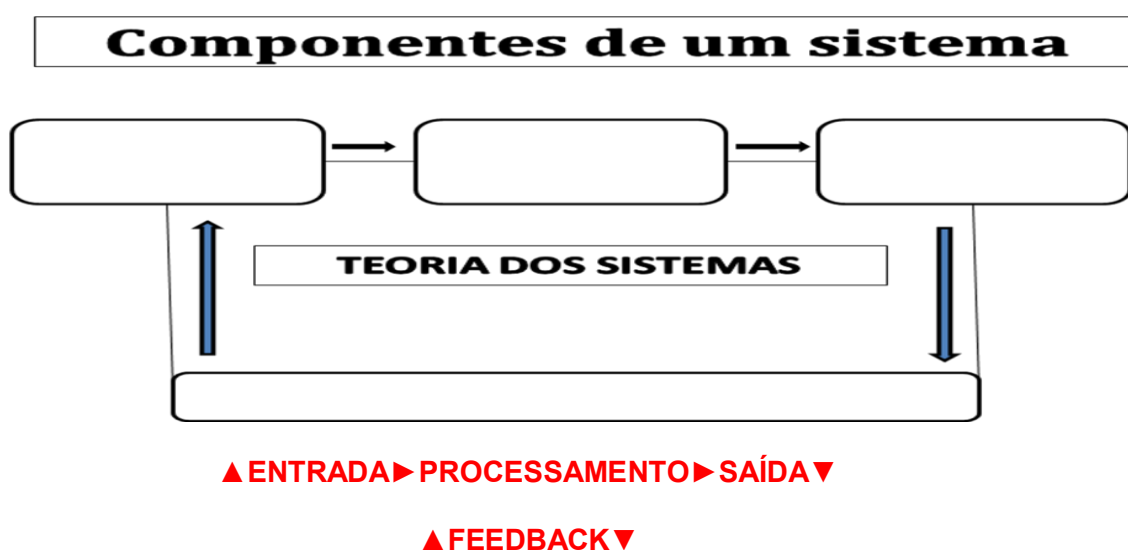 Componentes de um sistema
TEORIA DOS SISTEMAS
▲ENTRADA►PROCESSAMENTO►SAÍDA▼
▲FEEDBACK▼